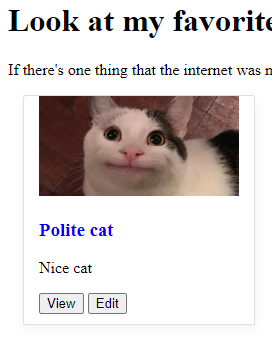 Look at my favorite
If there's one thing that the internet was
Polite cat
Nice cat
View Edit